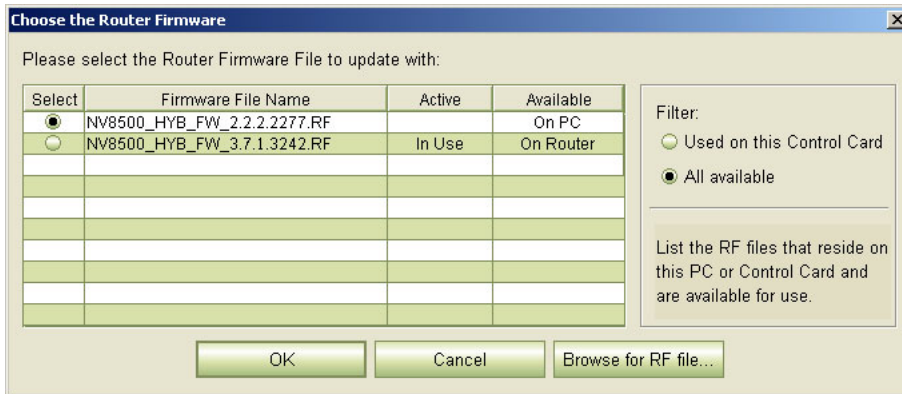 Choose the Router Firmware
Please select the Router Firmware File to update with:
Select Firmware File Name Active Available
NV8500_HYB_FW_2.2.2.2277.RF On PC
NV8500_HYB_FW_3.7.1.3242.RF In Use On Router
Filter:
Used on this Control Card
All available
List the RF files that reside on
this PC or Control Card and
are available for use.
OK Cancel Browse for RF file...